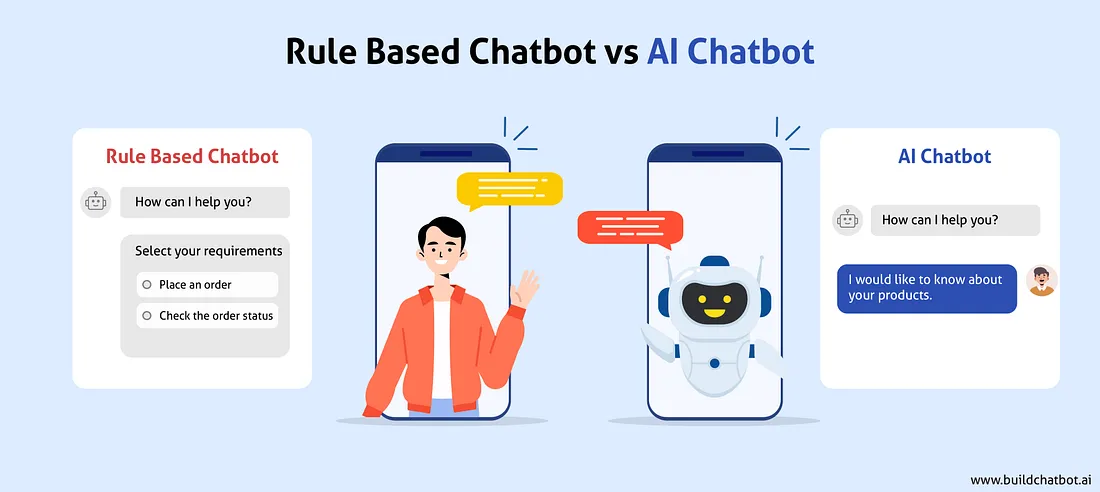 Rule Based Chatbot vs AI Chatbot
Rule Based Chatbot
How can I help you?
Select your requirements
Place an order
Check the order status
AI Chatbot
How can I help you?
I would like to know about
your products.
www.buildchatbot.ai